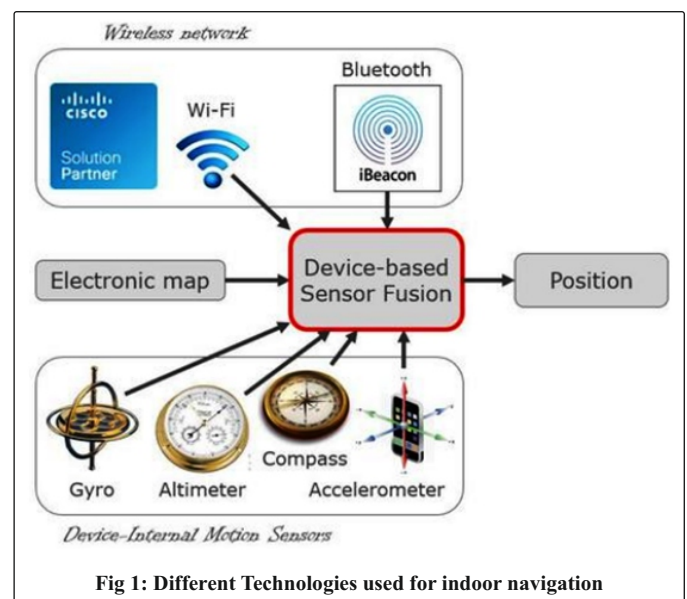 Wireless network
Bluetooth
CISCO
Solution
Partner
Wi-Fi
iBeacon
Electronic map
Device-based
Sensor Fusion
Position
Gyro
Altimeter
Compass
Accelerometer
Device-Internal Motion Sensors
Fig 1: Different Technologies used for indoor navigation